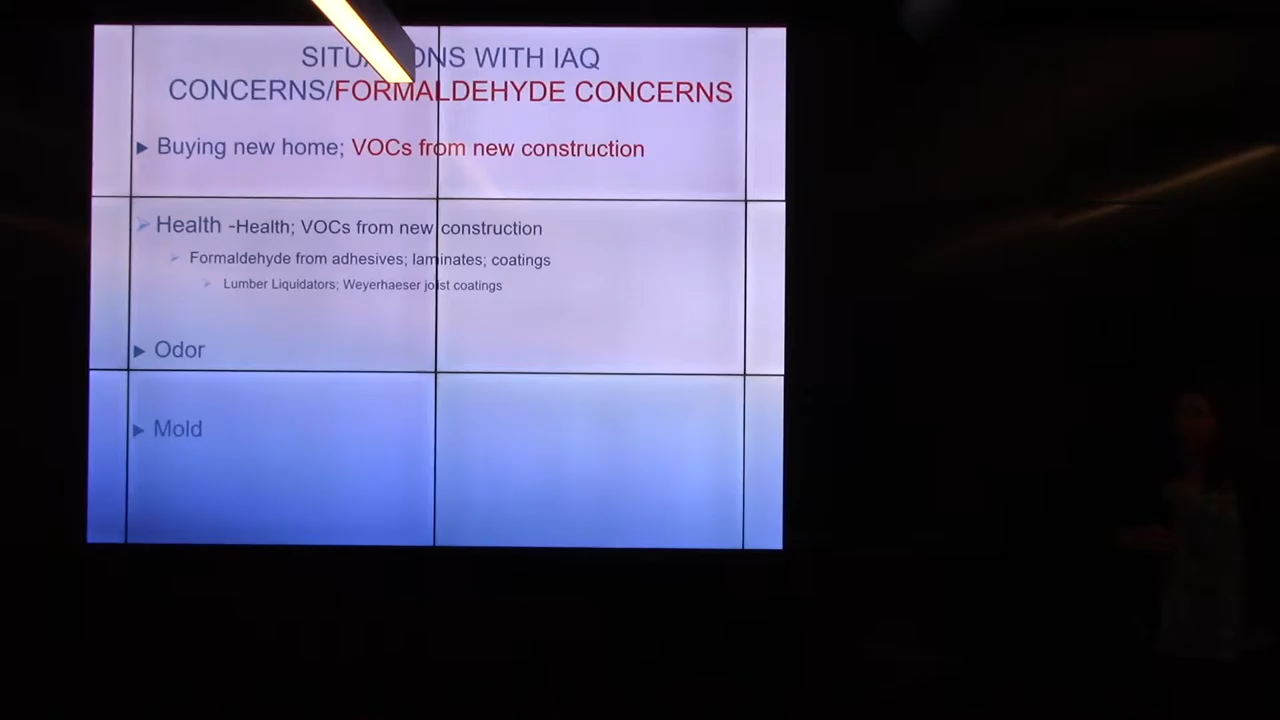 SITUATIONS WITH IAQ
CONCERNS/FORMALDEHYDE CONCERNS
Buying new home; VOCs from new construction
Health -Health; VOCs from new construction
Formaldehyde from adhesives; laminates; coatings
Lumber Liquidators; Weyerhaeser joist coatings
Odor
Mold